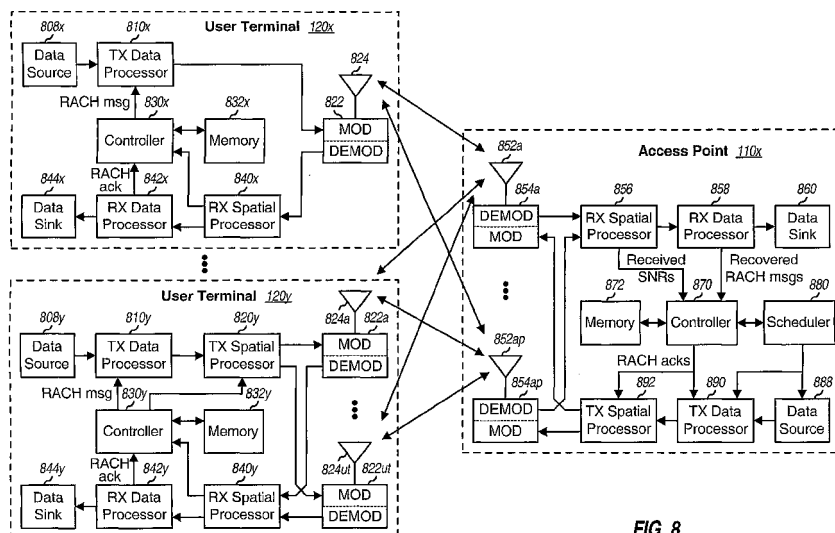 User Terminal 120x
808x
Data
Source
810x
TX Data
Processor
824
822
MOD
DEMOD
RACH msg
830x
Controller
832x
Memory
RACH
ack
844x
Data
Sink
842x
RX Data
Processor
840x
RX Spatial
Processor
User Terminal 120y
808y
Data
Source
810y
TX Data
Processor
820y
TX Spatial
Processor
824a
822a
MOD
DEMOD
RACH msg
830y
Controller
832y
Memory
RACH
ack
844y
Data
Sink
842y
RX Data
Processor
840y
RX Spatial
Processor
824ut
822ut
MOD
DEMOD
Access Point 110x
852a
854a
DEMOD
MOD
856
RX Spatial
Processor
858
RX Data
Processor
860
Data
Sink
Received
SNRs
Recovered
RACH msgs
872
Memory
870
Controller
880
Scheduler
RACH acks
852ap
854ap
DEMOD
MOD
892
TX Spatial
Processor
890
TX Data
Processor
888
Data
Source
FIG. 8